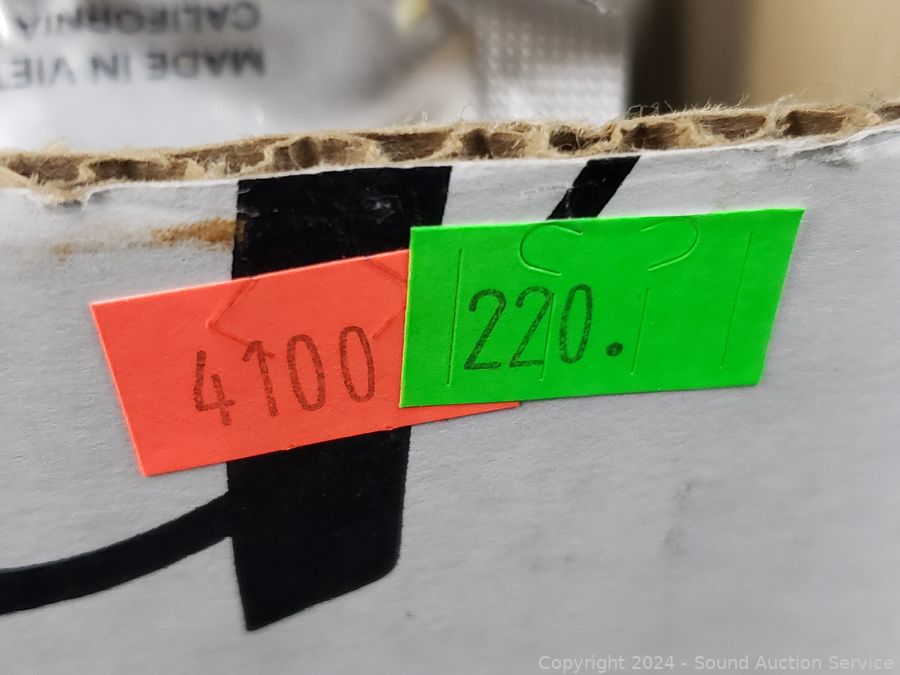 CALIFORNIA
MADE IN VIET
4100
220.
Copyright 2024 - Sound Auction Service